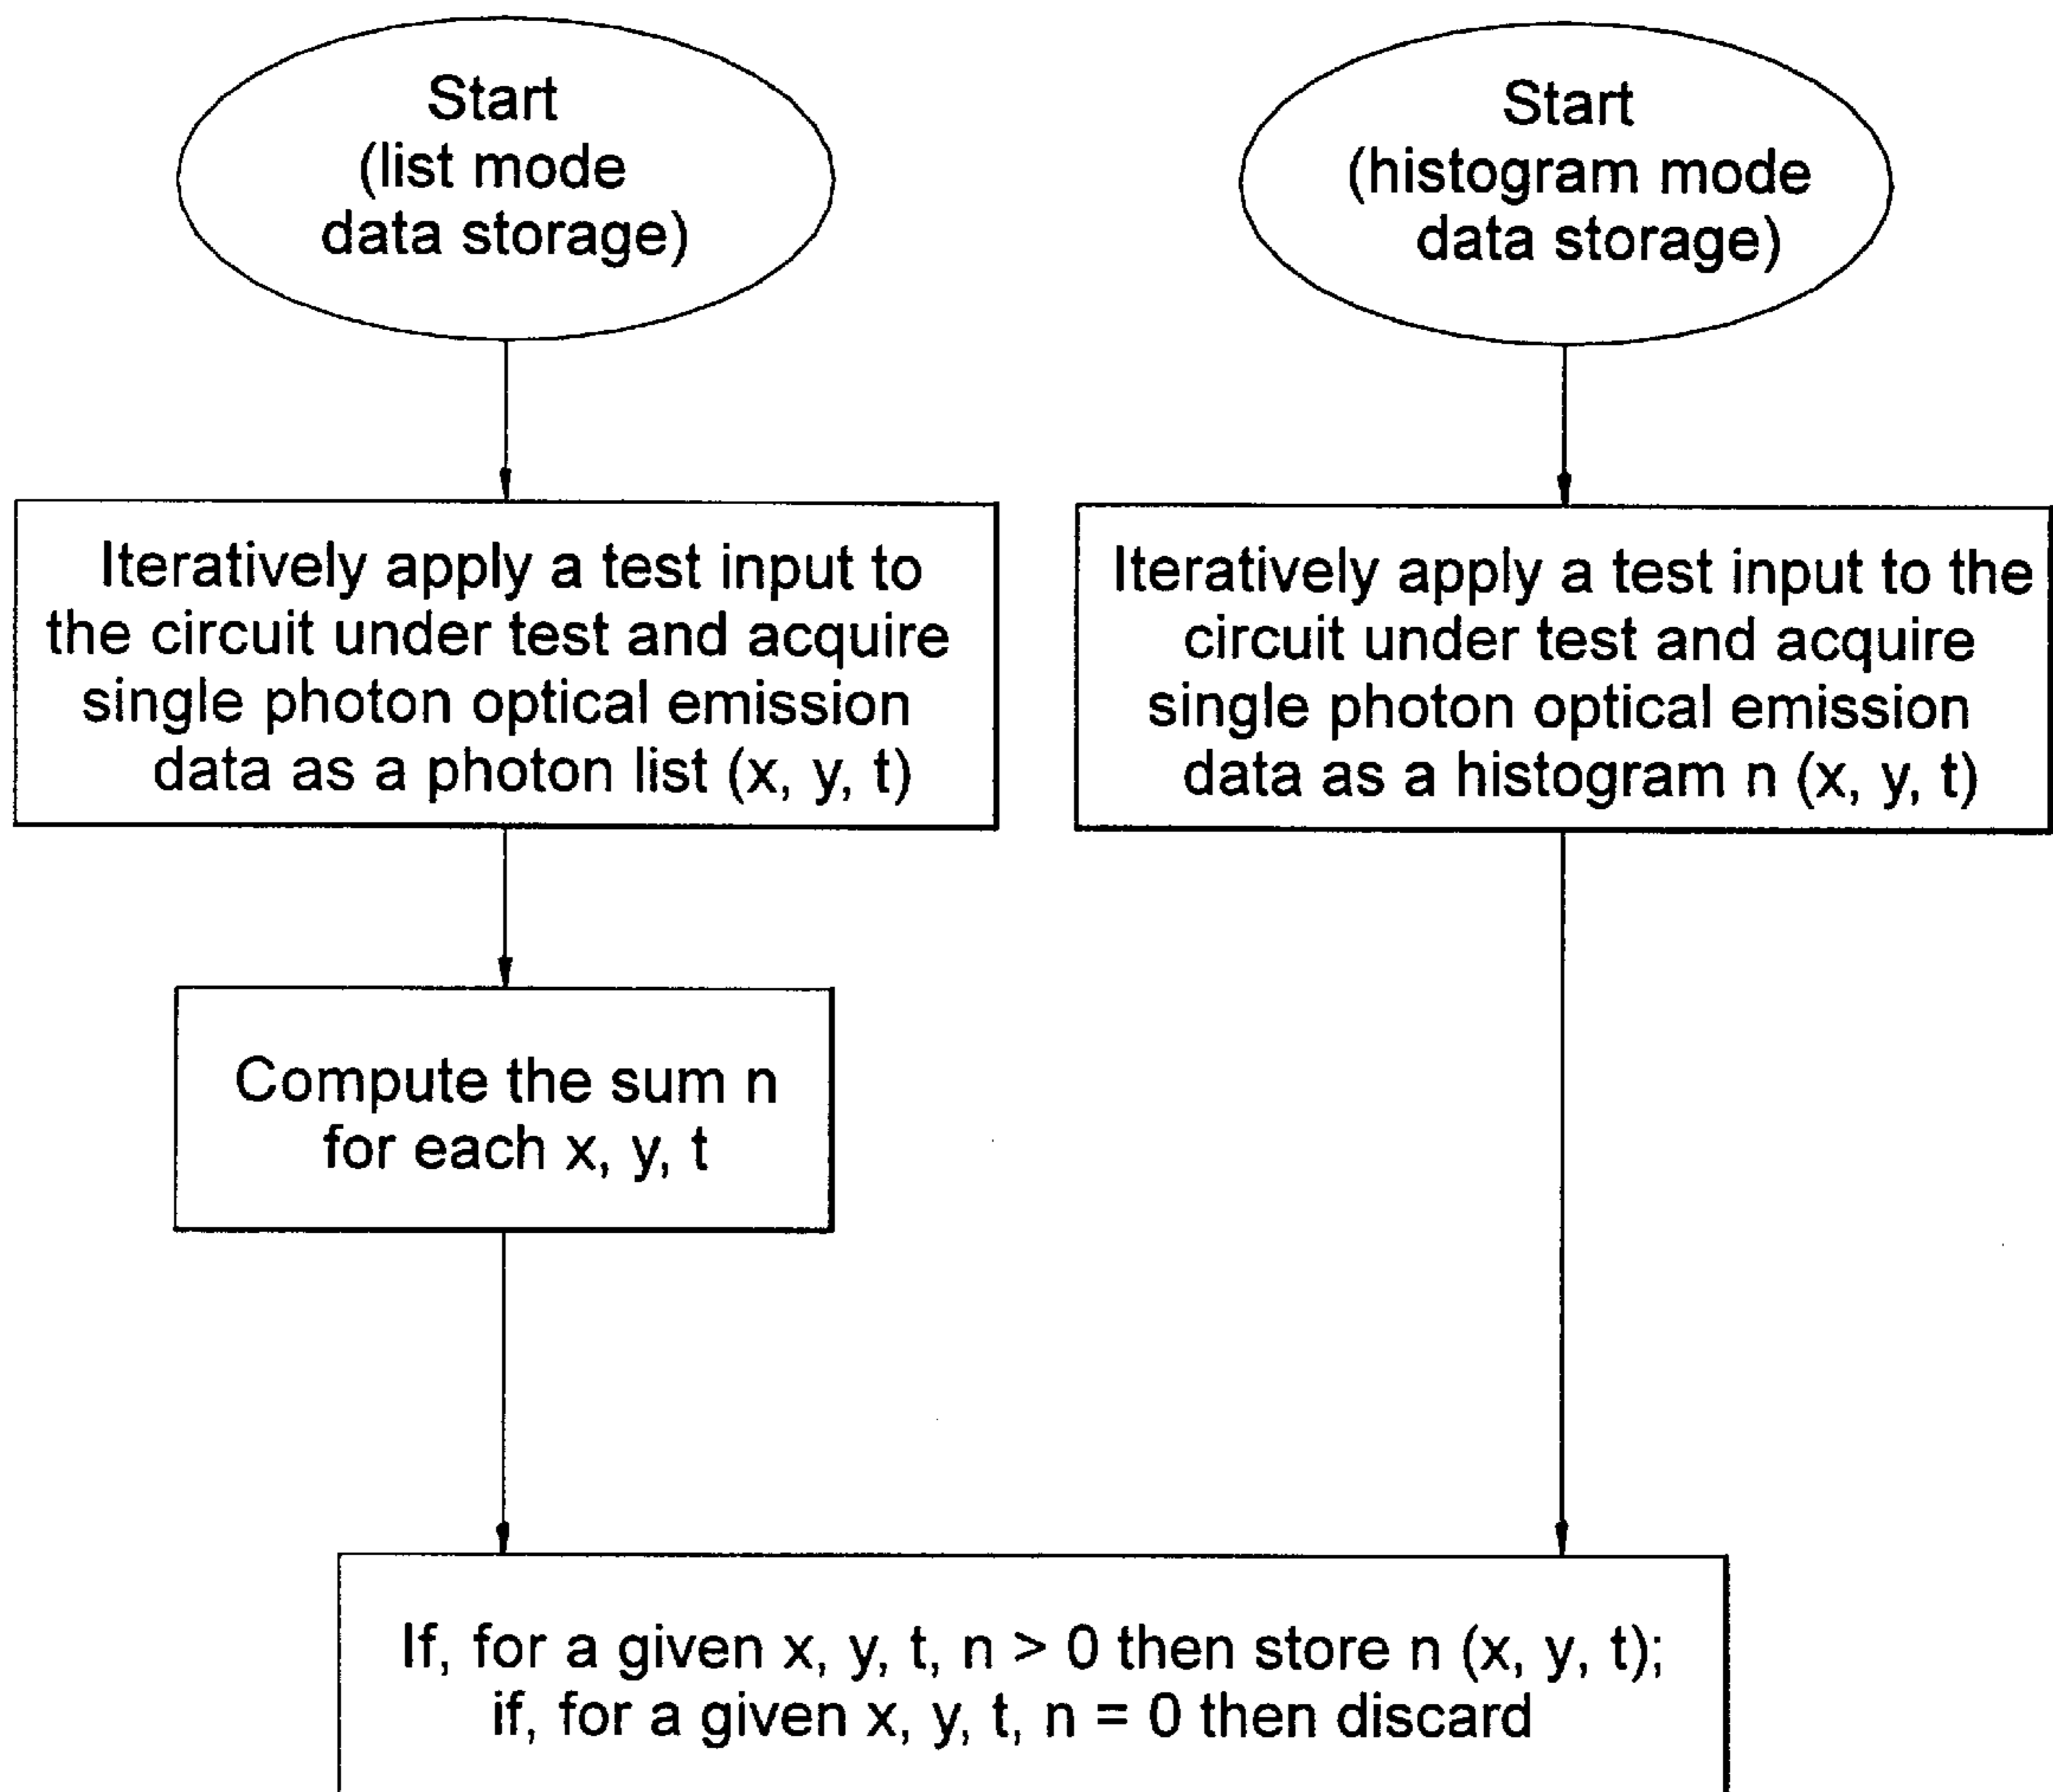 Start
(list mode
data storage)
Start
(histogram mode
data storage)
Iteratively apply a test input to
the circuit under test and acquire
single photon optical emission
data as a photon list (x, y, t)
Iteratively apply a test input to the
circuit under test and acquire
single photon optical emission
data as a histogram n (x, y, t)
Compute the sum n
for each x, y, t
If, for a given x, y, t, n > 0 then store n (x, y, t);
if, for a given x, y, t, n = 0 then discard